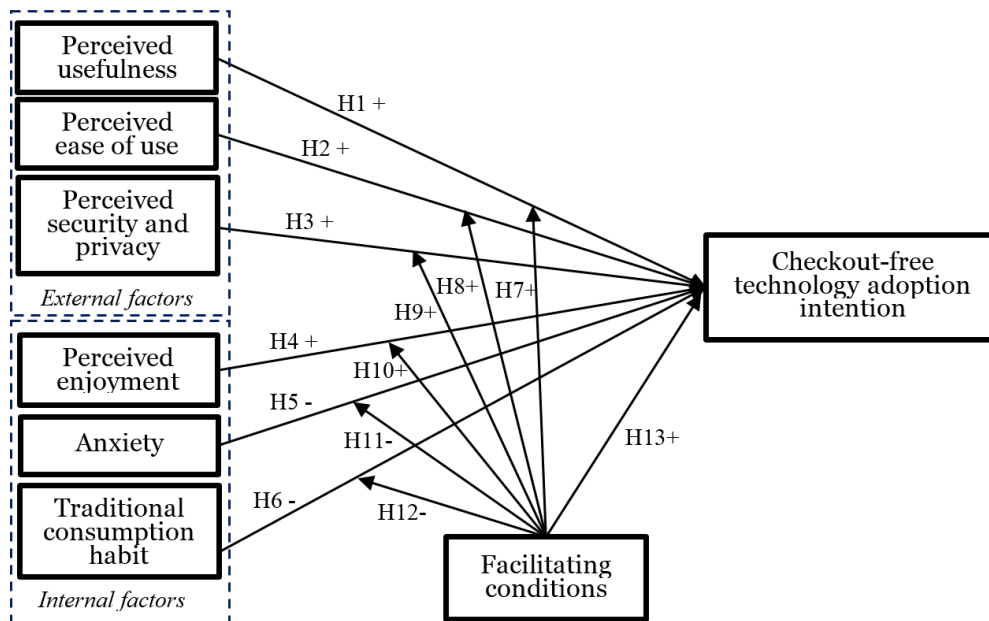 Perceived
usefulness
Perceived
ease of use
Perceived
security and
privacy
External factors
Perceived
enjoyment
Anxiety
Traditional
consumption
habit
Internal factors
H1 +
H2 +
H3 +
H4 +
H5 -
H6 -
H7+
H8+
H9+
H10+
H11-
H12-
H13+
Facilitating
conditions
Checkout-free
technology adoption
intention